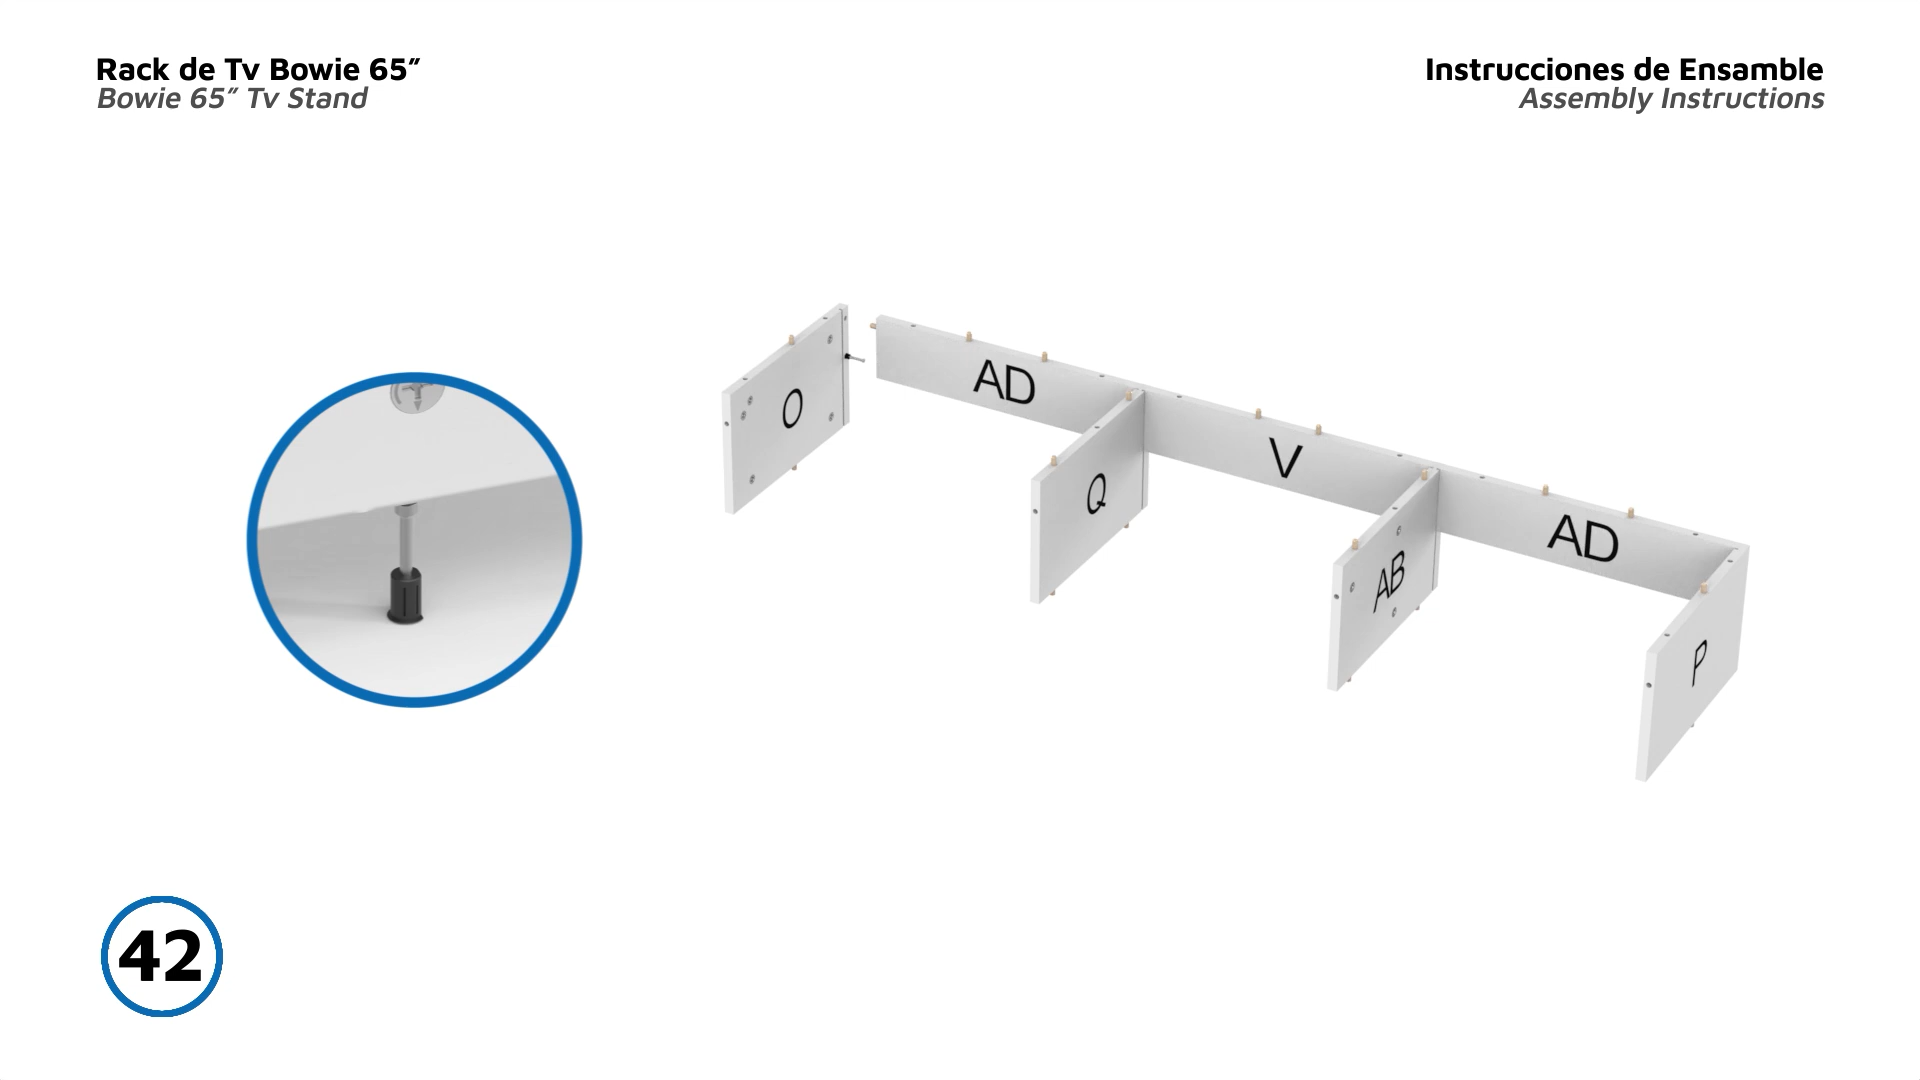 Rack de Tv Bowie 65”
Bowie 65” Tv Stand
Instrucciones de Ensamble
Assembly Instructions
O
AD
Q
V
AB
AD
P
42